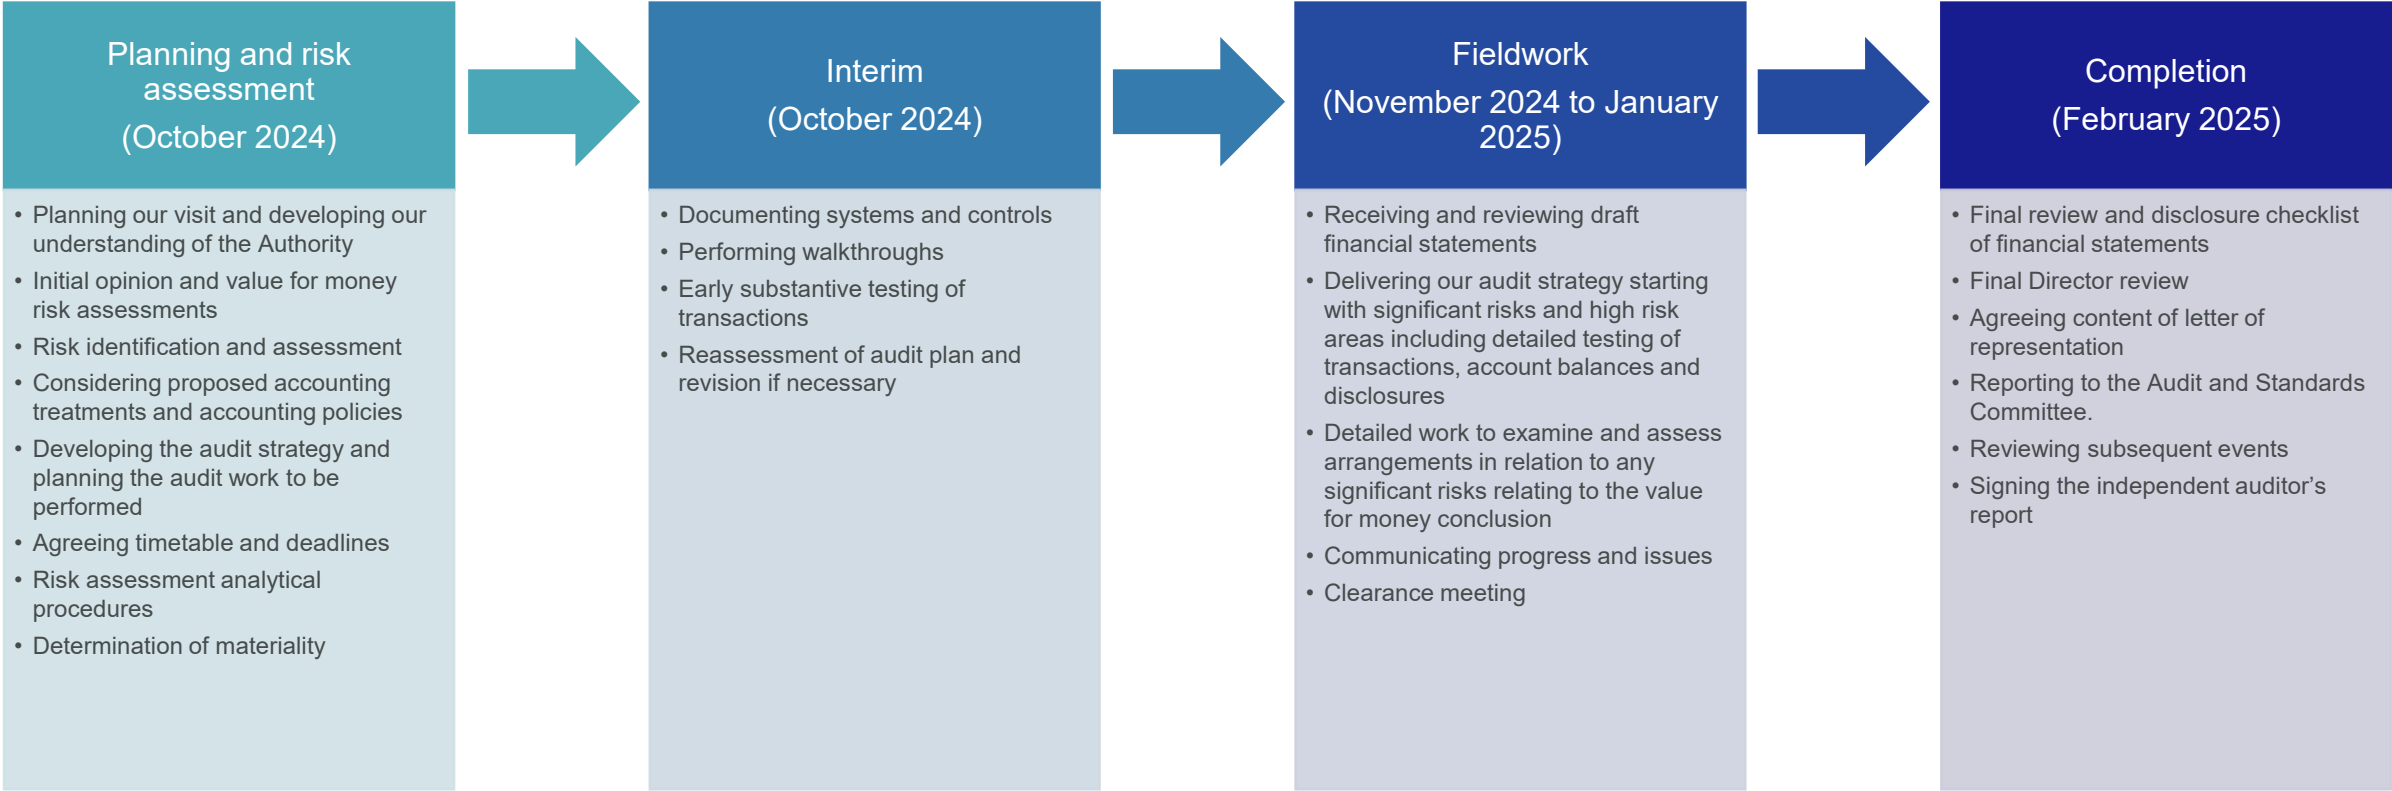 Planning and risk
assessment
(October 2024)
• Planning our visit and developing our
understanding of the Authority
• Initial opinion and value for money
risk assessments
• Risk identification and assessment
• Considering proposed accounting
treatments and accounting policies
• Developing the audit strategy and
planning the audit work to be
performed
• Agreeing timetable and deadlines
• Risk assessment analytical
procedures
• Determination of materiality
Interim
(October 2024)
• Documenting systems and controls
• Performing walkthroughs
• Early substantive testing of
transactions
• Reassessment of audit plan and
revision if necessary
Fieldwork
(November 2024 to January
2025)
• Receiving and reviewing draft
financial statements
• Delivering our audit strategy starting
with significant risks and high risk
areas including detailed testing of
transactions, account balances and
disclosures
• Detailed work to examine and assess
arrangements in relation to any
significant risks relating to the value
for money conclusion
• Communicating progress and issues
• Clearance meeting
Completion
(February 2025)
• Final review and disclosure checklist
of financial statements
• Final Director review
• Agreeing content of letter of
representation
• Reporting to the Audit and Standards
Committee.
• Reviewing subsequent events
• Signing the independent auditor’s
report